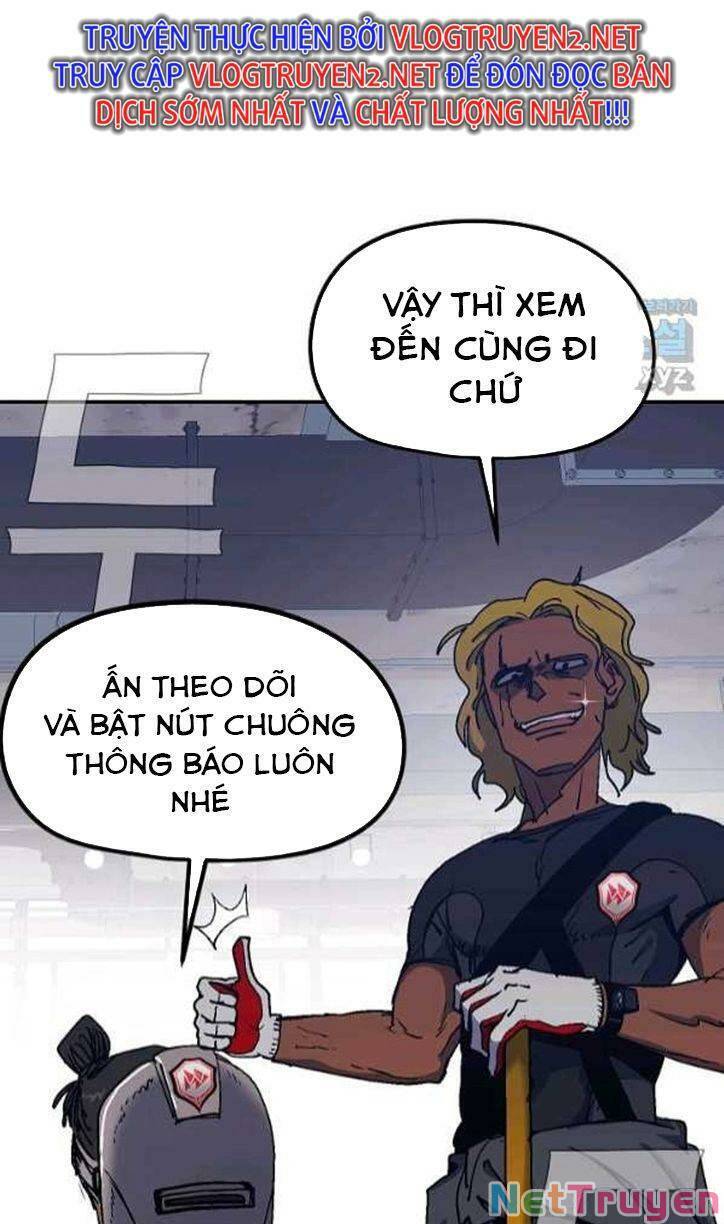 TRUYỆN THỰC HIỆN BỞI VLOGTRUYEN2.NET
TRUY CẬP VLOGTRUYEN2.NET ĐỂ ĐÓN ĐỌC BẢN
DỊCH SỚM NHẤT VÀ CHẤT LƯỢNG NHẤT!!!
VẬY THÌ XEM
ĐẾN CÙNG ĐI
CHỨ
설
xyz
ẤN THEO DÕI
VÀ BẬT NÚT CHUÔNG
THÔNG BÁO LUÔN
NHÉ
NetTruyen